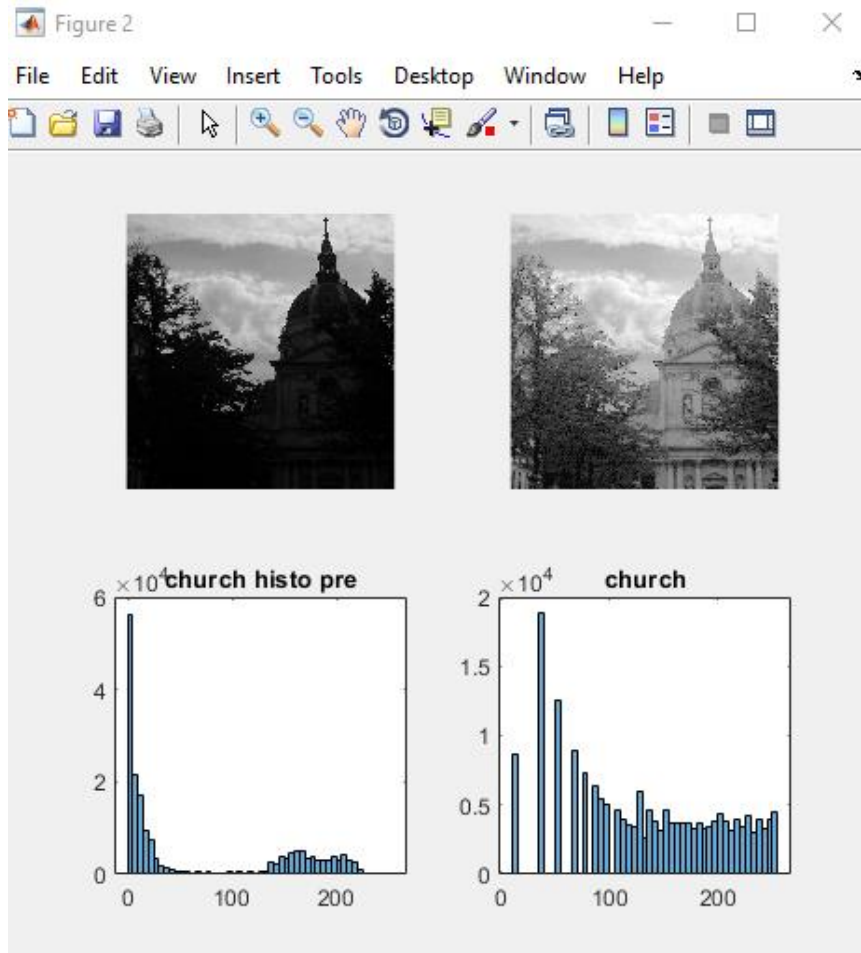 Figure 2
File Edit View Insert Tools Desktop Window Help
×10⁴ church histo pre
6
4
2
0
0 100 200
×10⁴ church
2
1.5
1
0.5
0
0 100 200